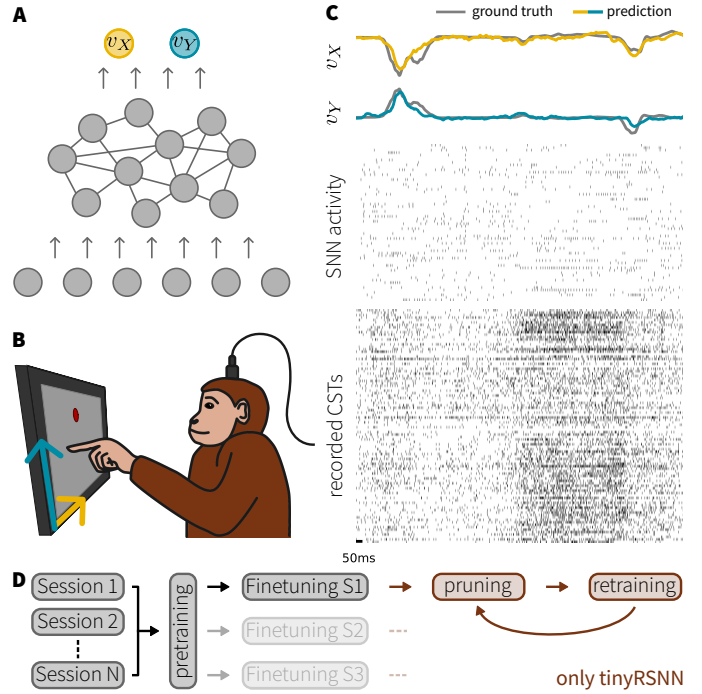 A
v_X
v_Y
B
C
ground truth
prediction
v_X
v_Y
SNN activity
recorded CSTs
50ms
D
Session 1
Session 2
Session N
pretraining
Finetuning S1
Finetuning S2
Finetuning S3
pruning
retraining
only tinyRSNN